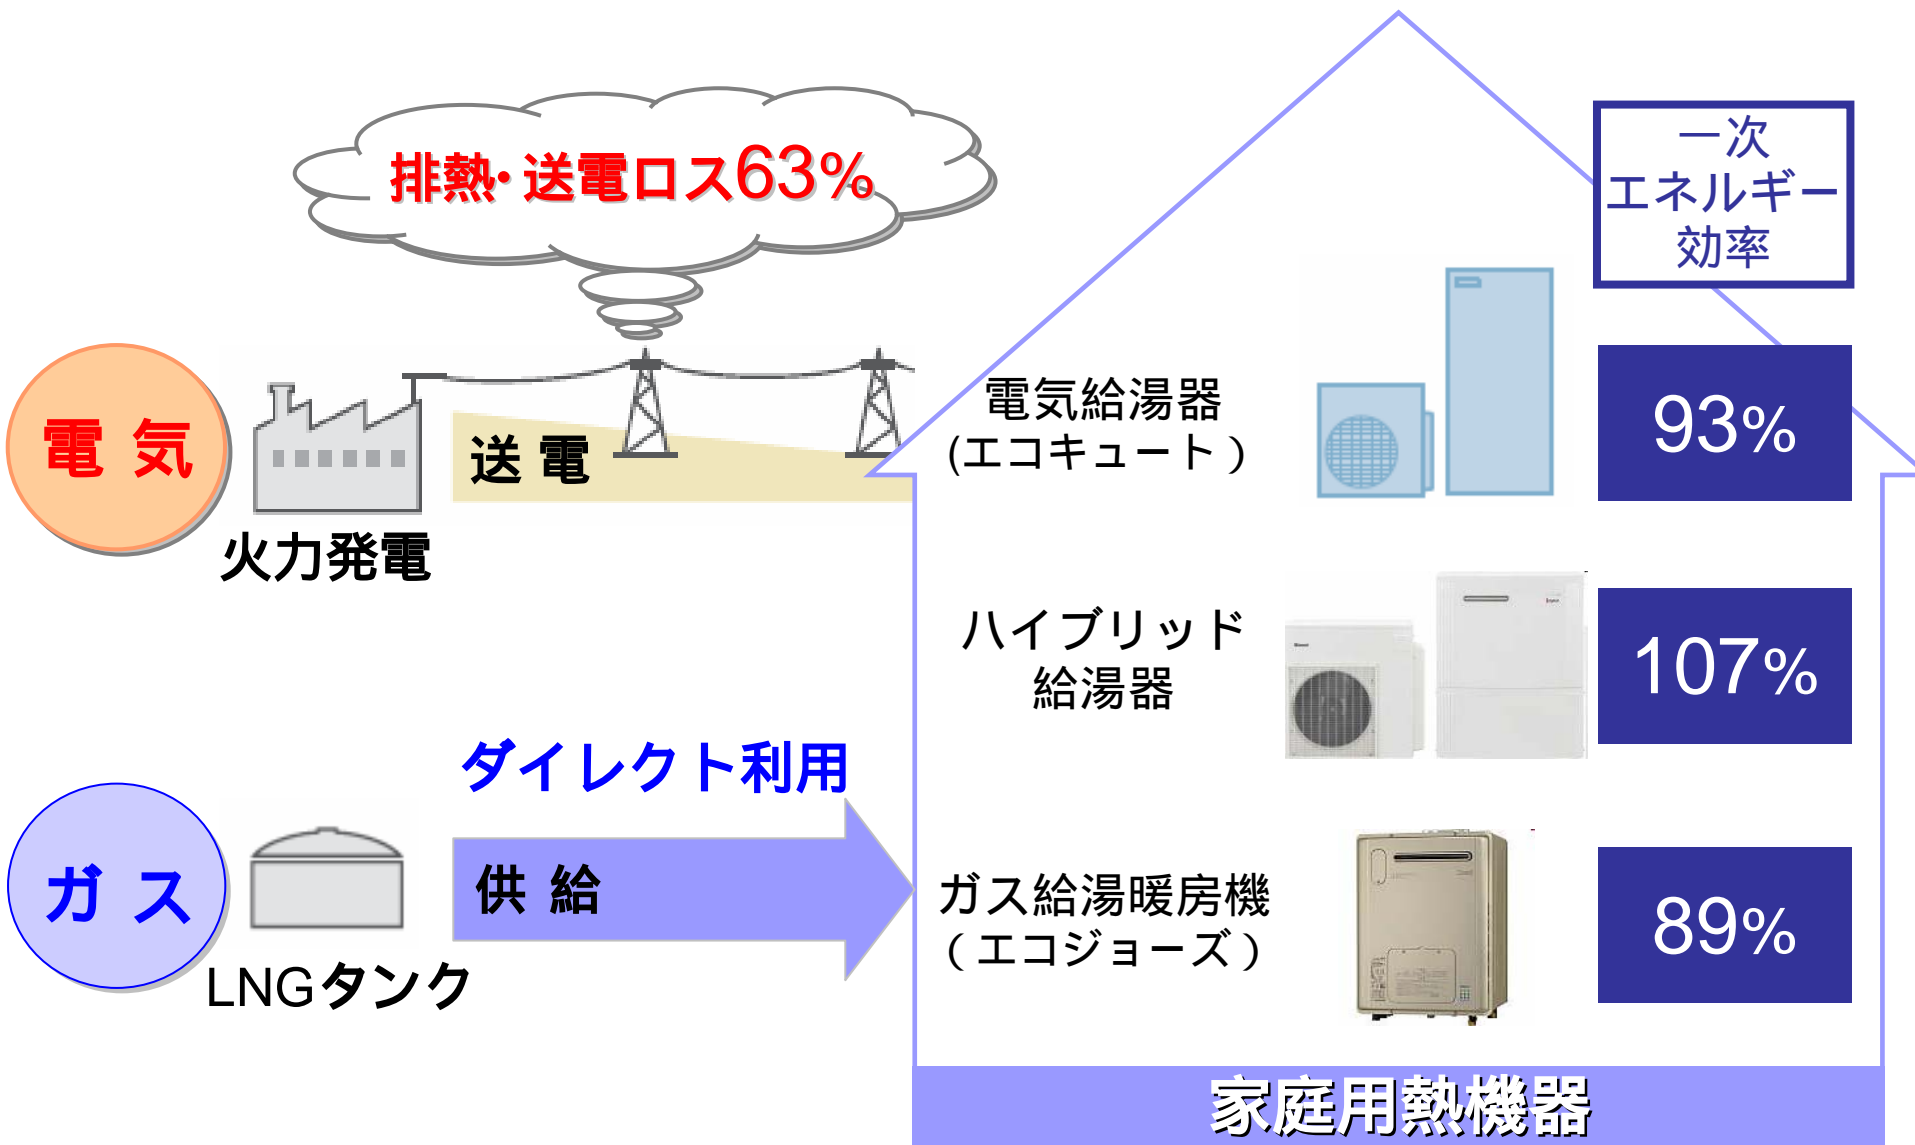 排熱・送電ロス63%
一次
エネルギー
効率
電気
送電
火力発電
電気給湯器
(エコキュート)
93%
ハイブリッド
給湯器
107%
ダイレクト利用
ガス
供給
LNGタンク
ガス給湯暖房機
(エコジョーズ)
89%
家庭用熱機器